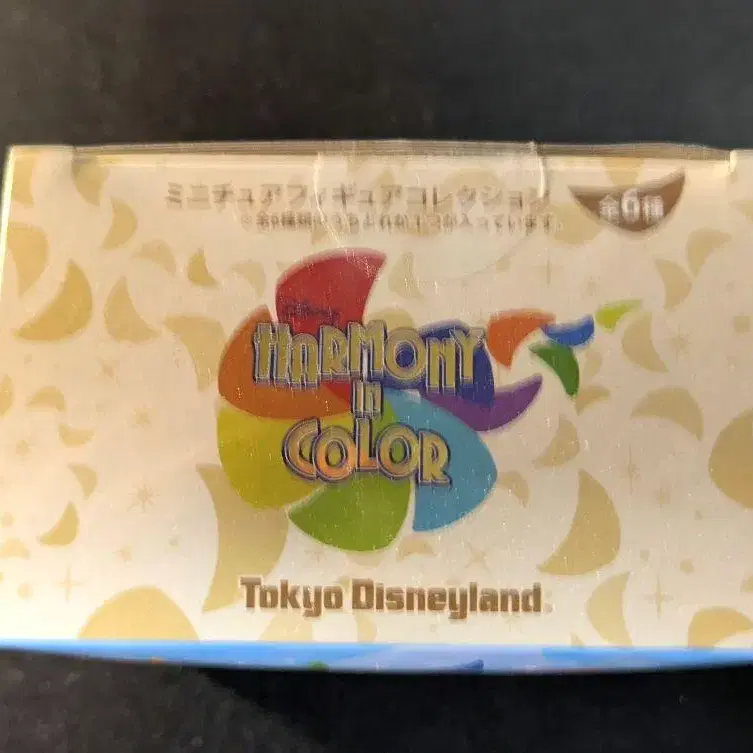 ミニチュアフィギュアコレクション
全6種
HARMONY
in
COLOR
Tokyo Disneyland